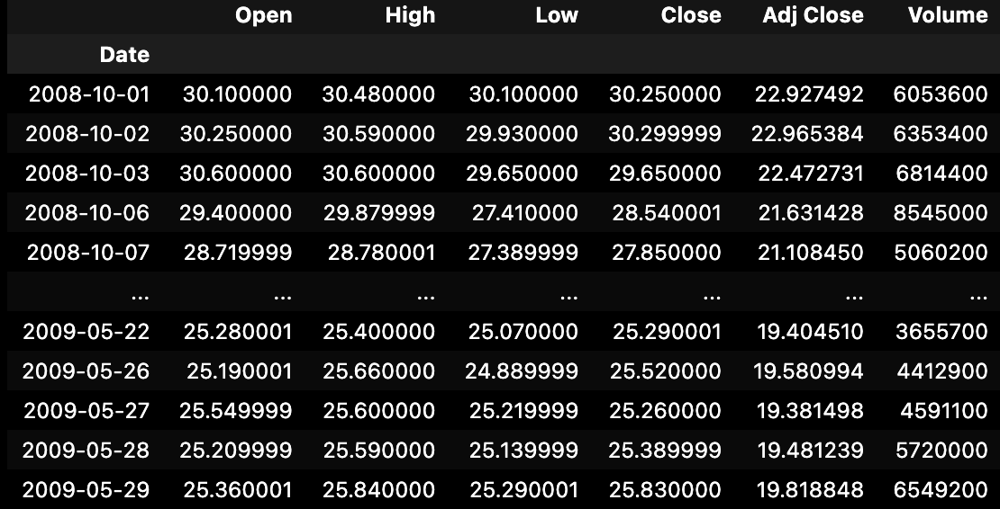 Open High Low Close Adj Close Volume
Date
2008-10-01 30.100000 30.480000 30.100000 30.250000 22.927492 6053600
2008-10-02 30.250000 30.590000 29.930000 30.299999 22.965384 6353400
2008-10-03 30.600000 30.600000 29.650000 29.650000 22.472731 6814400
2008-10-06 29.400000 29.879999 27.410000 28.540001 21.631428 8545000
2008-10-07 28.719999 28.780001 27.389999 27.850000 21.108450 5060200
... ... ... ... ... ... ...
2009-05-22 25.280001 25.400000 25.070000 25.290001 19.404510 3655700
2009-05-26 25.190001 25.660000 24.889999 25.520000 19.580994 4412900
2009-05-27 25.549999 25.600000 25.219999 25.260000 19.381498 4591100
2009-05-28 25.209999 25.590000 25.139999 25.389999 19.481239 5720000
2009-05-29 25.360001 25.840000 25.290001 25.830000 19.818848 6549200